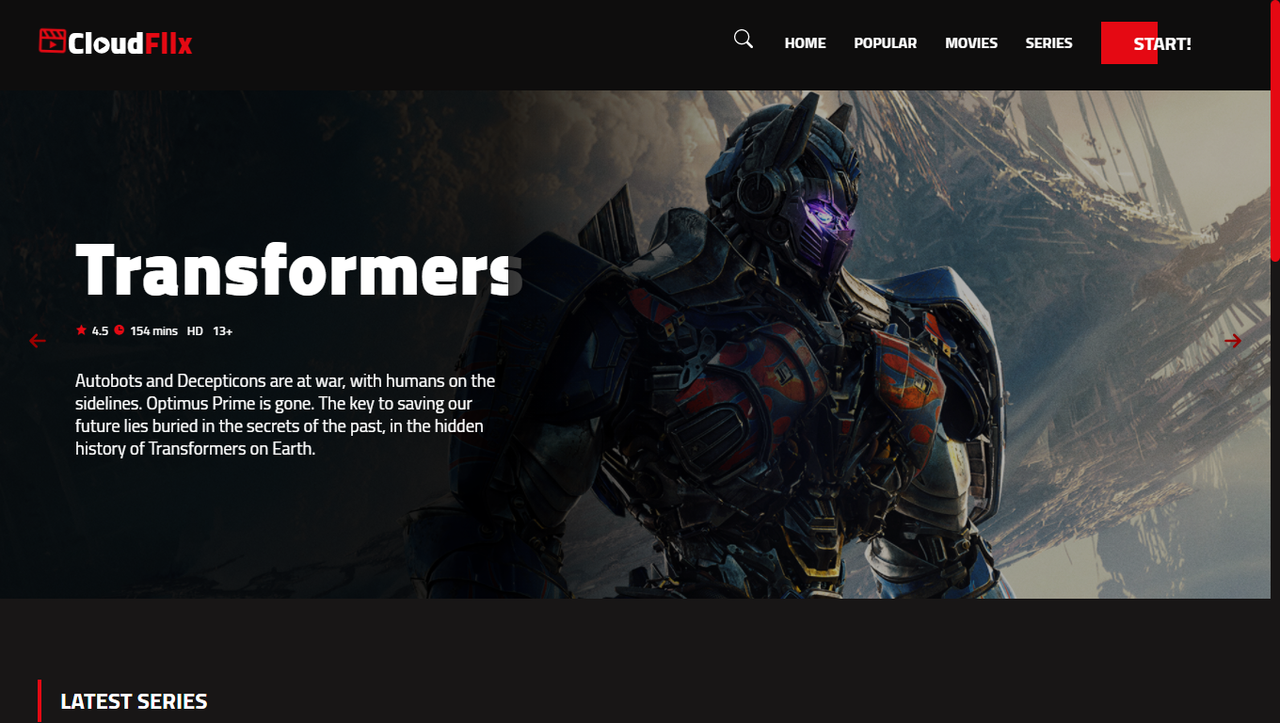 CloudFlix
HOME POPULAR MOVIES SERIES START!
Transformers
4.5 154 mins HD 13+
Autobots and Decepticons are at war, with humans on the
sidelines. Optimus Prime is gone. The key to saving our
future lies buried in the secrets of the past, in the hidden
history of Transformers on Earth.
LATEST SERIES